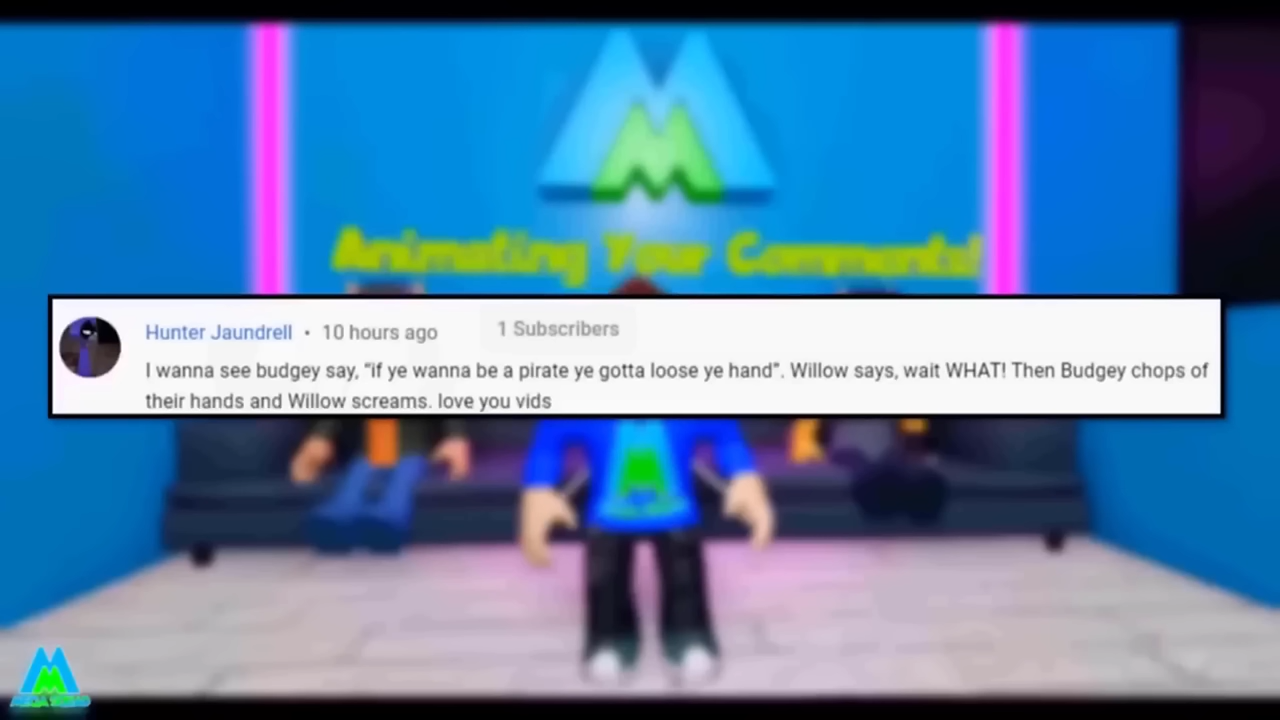 Animating Your Comments!
Hunter Jaundrell • 10 hours ago 1 Subscribers
I wanna see budgey say, “if ye wanna be a pirate ye gotta loose ye hand”. Willow says, wait WHAT! Then Budgey chops of
their hands and Willow screams. love you vids